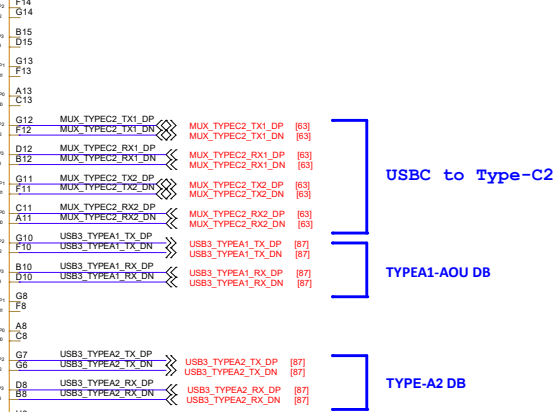 F14
G14
B15
D15
G13
F13
A13
C13
G12 MUX_TYPEC2_TX1_DP MUX_TYPEC2_TX1_DP [63]
F12 MUX_TYPEC2_TX1_DN MUX_TYPEC2_TX1_DN [63]
D12 MUX_TYPEC2_RX1_DP MUX_TYPEC2_RX1_DP [63]
B12 MUX_TYPEC2_RX1_DN MUX_TYPEC2_RX1_DN [63]
USBC to Type-C2
G11 MUX_TYPEC2_TX2_DP MUX_TYPEC2_TX2_DP [63]
F11 MUX_TYPEC2_TX2_DN MUX_TYPEC2_TX2_DN [63]
C11 MUX_TYPEC2_RX2_DP MUX_TYPEC2_RX2_DP [63]
A11 MUX_TYPEC2_RX2_DN MUX_TYPEC2_RX2_DN [63]
G10 USB3_TYPEA1_TX_DP USB3_TYPEA1_TX_DP [87]
F10 USB3_TYPEA1_TX_DN USB3_TYPEA1_TX_DN [87]
B10 USB3_TYPEA1_RX_DP USB3_TYPEA1_RX_DP [87]
D10 USB3_TYPEA1_RX_DN USB3_TYPEA1_RX_DN [87]
TYPEA1-AOU DB
G8
F8
A8
C8
G7 USB3_TYPEA2_TX_DP USB3_TYPEA2_TX_DP [87]
G6 USB3_TYPEA2_TX_DN USB3_TYPEA2_TX_DN [87]
TYPE-A2 DB
D8 USB3_TYPEA2_RX_DP USB3_TYPEA2_RX_DP [87]
B8 USB3_TYPEA2_RX_DN USB3_TYPEA2_RX_DN [87]